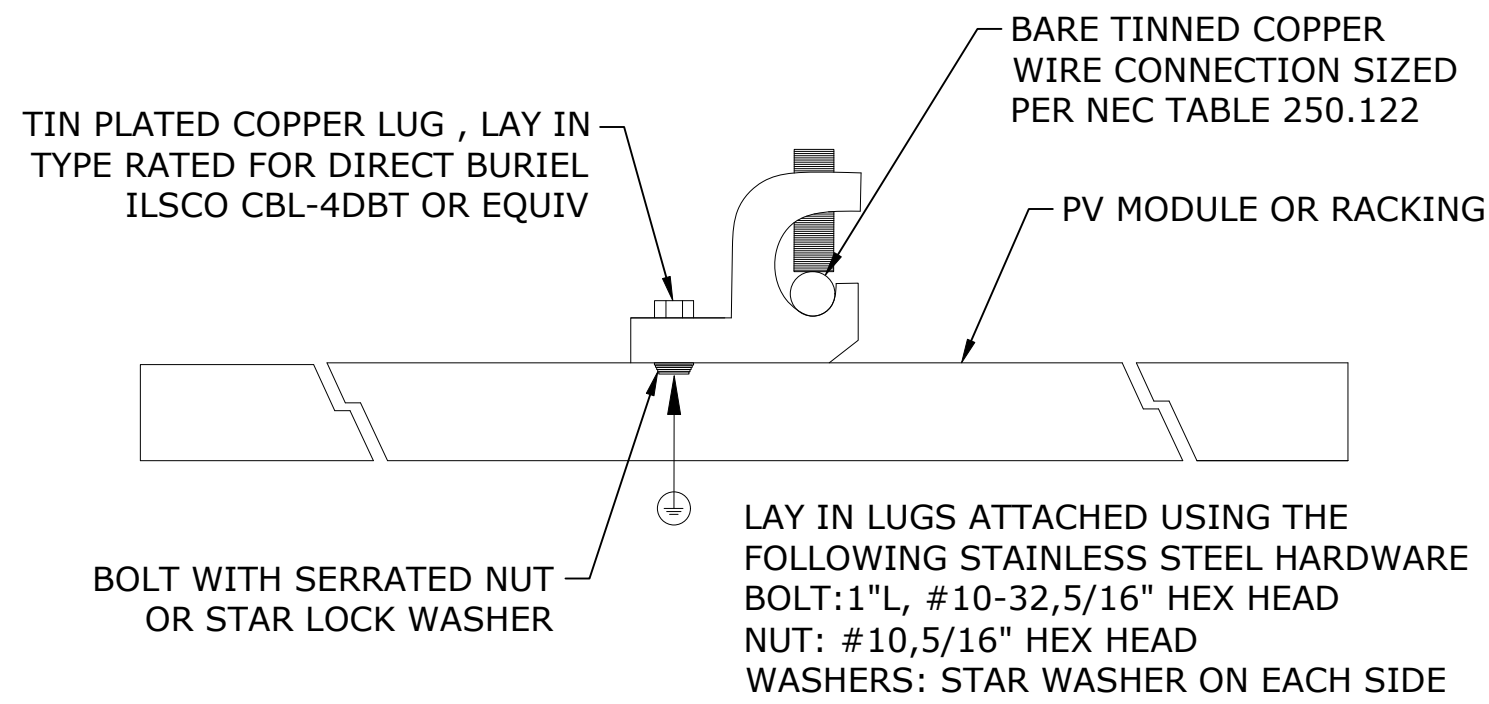 BARE TINNED COPPER
WIRE CONNECTION SIZED
PER NEC TABLE 250.122
TIN PLATED COPPER LUG , LAY IN
TYPE RATED FOR DIRECT BURIEL
ILSCO CBL-4DBT OR EQUIV
PV MODULE OR RACKING
BOLT WITH SERRATED NUT
OR STAR LOCK WASHER
LAY IN LUGS ATTACHED USING THE
FOLLOWING STAINLESS STEEL HARDWARE
BOLT:1"L, #10-32,5/16" HEX HEAD
NUT: #10,5/16" HEX HEAD
WASHERS: STAR WASHER ON EACH SIDE